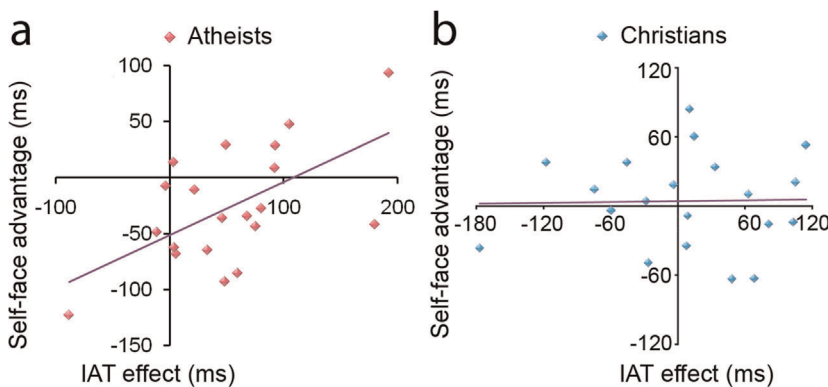 a
Atheists
Self-face advantage (ms)
100
50
-100
100
200
-50
-100
-150
IAT effect (ms)
b
Christians
Self-face advantage (ms)
120
60
-180
-120
-60
60
120
-60
-120
IAT effect (ms)